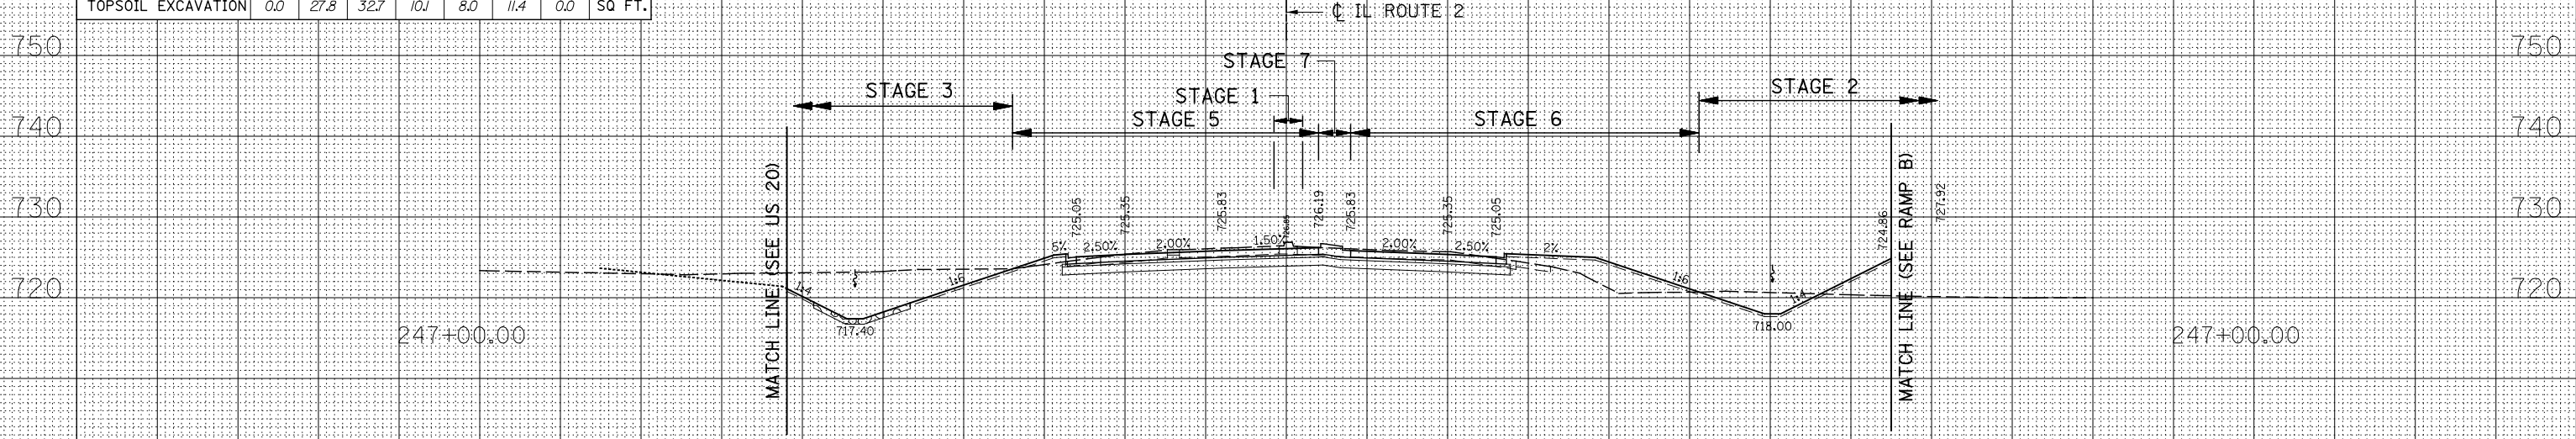 TOPSOIL EXCAVATION 0.0 27.8 32.7 10.1 8.0 11.4 0.0 SQ FT.
℄ IL ROUTE 2
750 750
STAGE 7
STAGE 3 STAGE 1 STAGE 2
740 STAGE 5 STAGE 6 740
730 725.05 725.35 725.83 726.19 725.83 725.35 725.05 724.86 727.92 730
5% 2.50% 2.00% 1.50% 2.00% 2.50% 2%
MATCH LINE (SEE US 20)
MATCH LINE (SEE RAMP B)
720 1:4 1:6 1:6 1:4 720
717.40 718.00
247+00.00 247+00.00